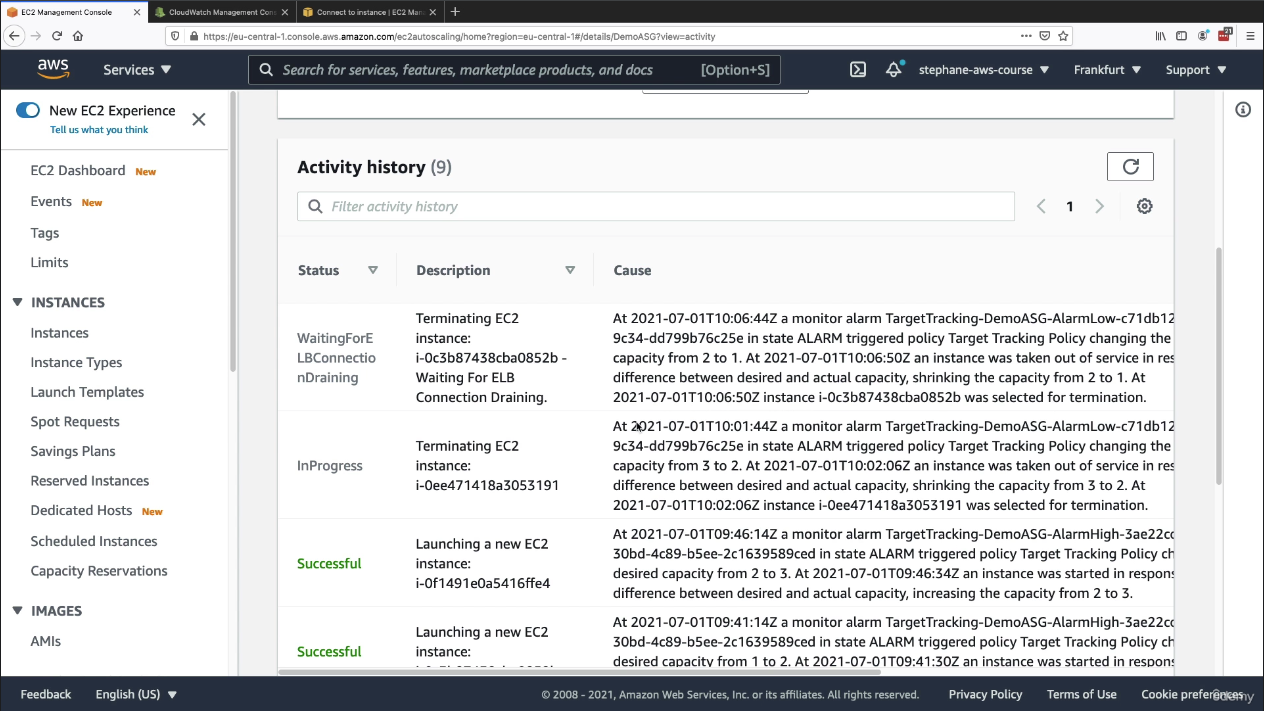 EC2 Management Console
CloudWatch Management Con
Connect to instance | EC2 Man
https://eu-central-1.console.aws.amazon.com/ec2autoscaling/home?region=eu-central-1#/details/DemoASG?view=activity
21
aws
Services
Search for services, features, marketplace products, and docs
[Option+S]
stephane-aws-course
Frankfurt
Support
New EC2 Experience
Tell us what you think
EC2 Dashboard New
Events New
Tags
Limits
INSTANCES
Instances
Instance Types
Launch Templates
Spot Requests
Savings Plans
Reserved Instances
Dedicated Hosts New
Scheduled Instances
Capacity Reservations
IMAGES
AMIs
Activity history (9)
Filter activity history
1
Status
Description
Cause
WaitingForE
LBConnectio
nDraining
Terminating EC2
instance:
i-0c3b87438cba0852b -
Waiting For ELB
Connection Draining.
At 2021-07-01T10:06:44Z a monitor alarm TargetTracking-DemoASG-AlarmLow-c71db12
9c34-dd799b76c25e in state ALARM triggered policy Target Tracking Policy changing the
capacity from 2 to 1. At 2021-07-01T10:06:50Z an instance was taken out of service in res
difference between desired and actual capacity, shrinking the capacity from 2 to 1. At
2021-07-01T10:06:50Z instance i-0c3b87438cba0852b was selected for termination.
InProgress
Terminating EC2
instance:
i-0ee471418a3053191
At 2021-07-01T10:01:44Z a monitor alarm TargetTracking-DemoASG-AlarmLow-c71db12
9c34-dd799b76c25e in state ALARM triggered policy Target Tracking Policy changing the
capacity from 3 to 2. At 2021-07-01T10:02:06Z an instance was taken out of service in res
difference between desired and actual capacity, shrinking the capacity from 3 to 2. At
2021-07-01T10:02:06Z instance i-0ee471418a3053191 was selected for termination.
Successful
Launching a new EC2
instance:
i-0f1491e0a5416ffe4
At 2021-07-01T09:46:14Z a monitor alarm TargetTracking-DemoASG-AlarmHigh-3ae22cc
30bd-4c89-b5ee-2c1639589ced in state ALARM triggered policy Target Tracking Policy ch
desired capacity from 2 to 3. At 2021-07-01T09:46:34Z an instance was started in respons
difference between desired and actual capacity, increasing the capacity from 2 to 3.
Successful
Launching a new EC2
instance:
At 2021-07-01T09:41:14Z a monitor alarm TargetTracking-DemoASG-AlarmHigh-3ae22cc
30bd-4c89-b5ee-2c1639589ced in state ALARM triggered policy Target Tracking Policy ch
desired capacity from 1 to 2. At 2021-07-01T09:41:30Z an instance was started in respons
Feedback
English (US)
© 2008 - 2021, Amazon Web Services, Inc. or its affiliates. All rights reserved.
Privacy Policy
Terms of Use
Cookie preferences
ûdemy